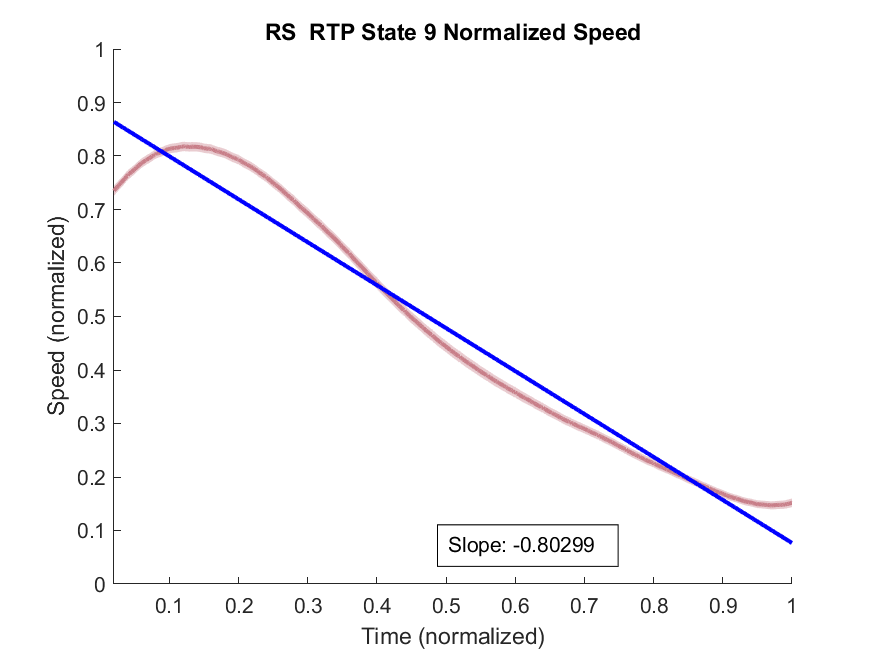 RS  RTP State 9 Normalized Speed
1
0.9
0.8
0.7
0.6
0.5
0.4
0.3
0.2
0.1
0
Speed (normalized)
Slope: -0.80299
0.1 0.2 0.3 0.4 0.5 0.6 0.7 0.8 0.9 1
Time (normalized)